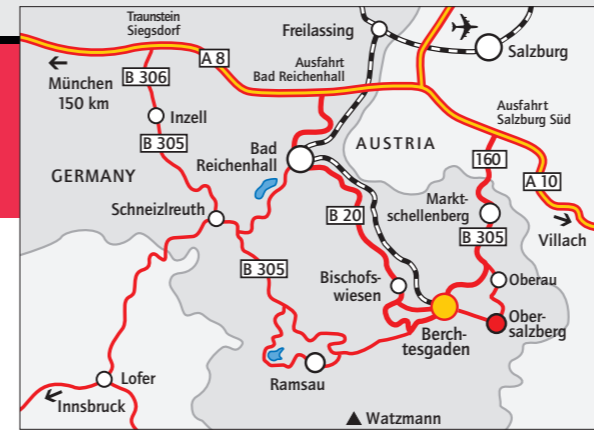 Traunstein
Siegsdorf
Freilassing
Salzburg
A 8
Ausfahrt
Bad Reichenhall
München
150 km
B 306
Inzell
Ausfahrt
Salzburg Süd
B 305
Bad
Reichenhall
AUSTRIA
160
GERMANY
A 10
Schneizlreuth
B 20
Markt-
schellenberg
B 305
Villach
B 305
Bischofs-
wiesen
Oberau
Ober-
salzberg
Berch-
tesgaden
Lofer
Ramsau
Innsbruck
Watzmann